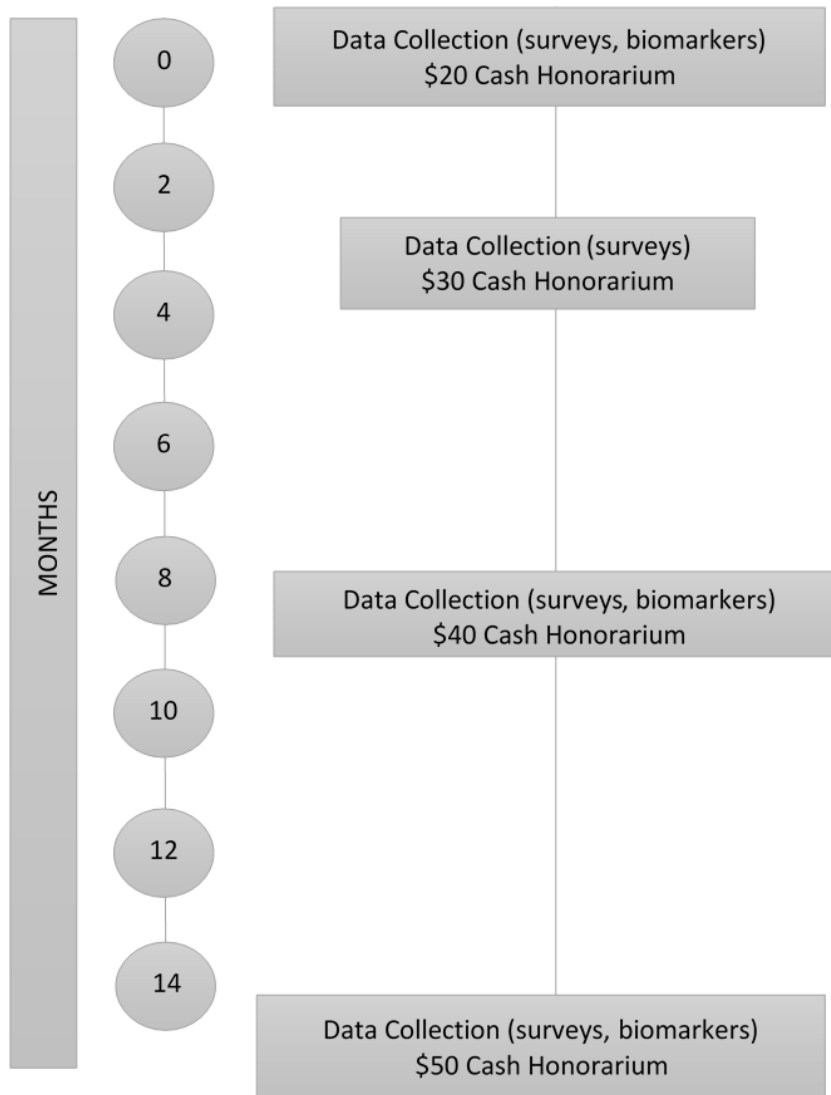 MONTHS
0
2
4
6
8
10
12
14
Data Collection (surveys, biomarkers)
$20 Cash Honorarium
Data Collection (surveys)
$30 Cash Honorarium
Data Collection (surveys, biomarkers)
$40 Cash Honorarium
Data Collection (surveys, biomarkers)
$50 Cash Honorarium